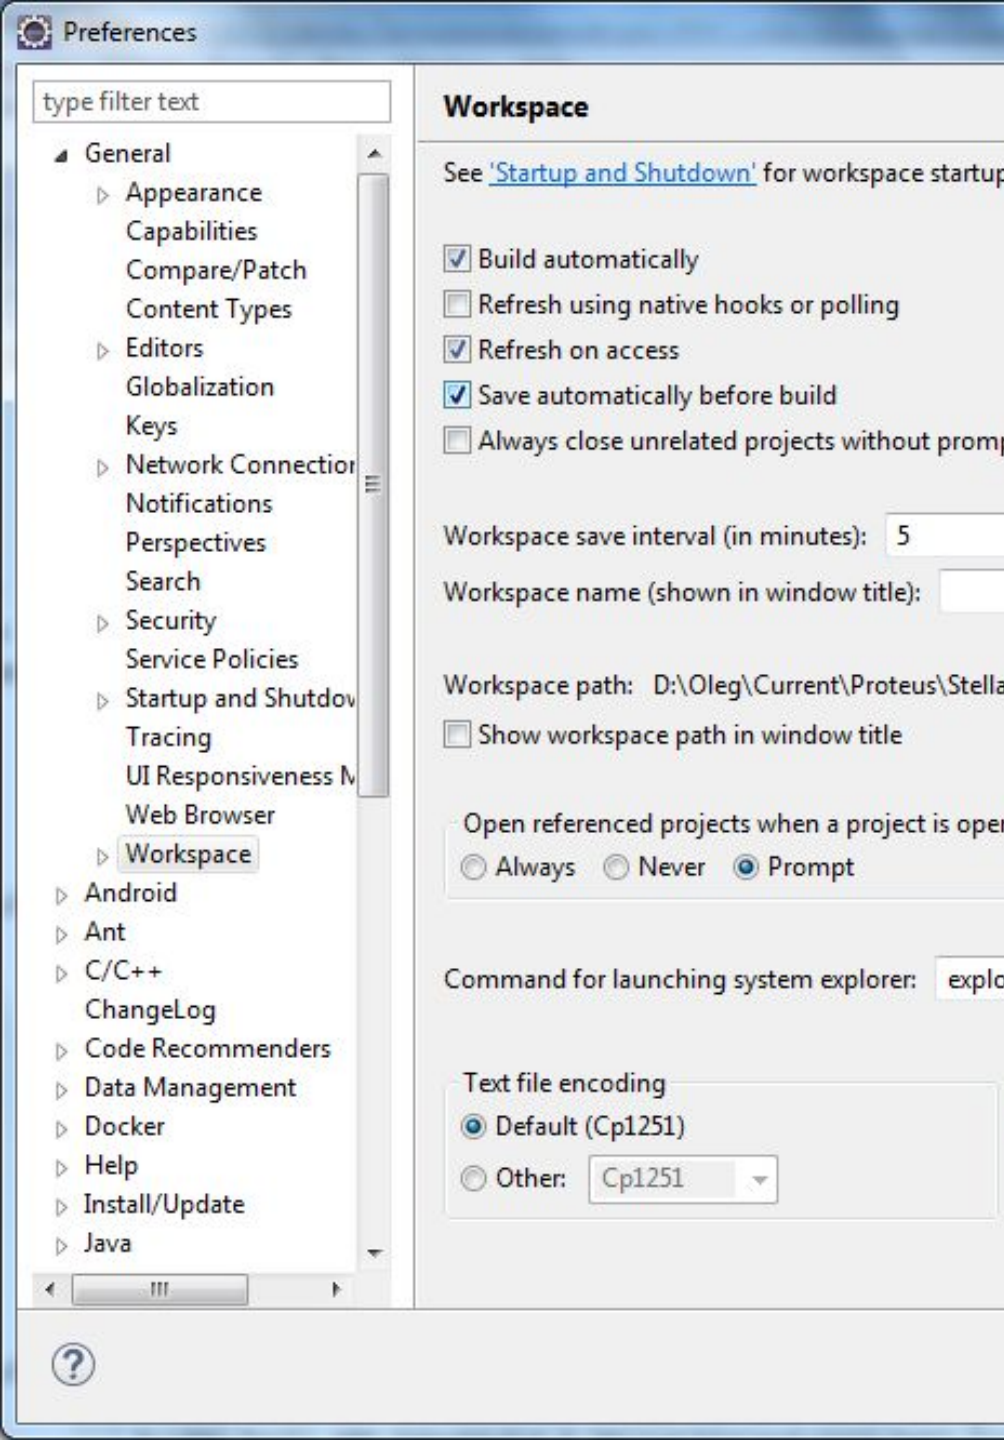 Preferences
type filter text
General
Appearance
Capabilities
Compare/Patch
Content Types
Editors
Globalization
Keys
Network Connection
Notifications
Perspectives
Search
Security
Service Policies
Startup and Shutdow
Tracing
UI Responsiveness M
Web Browser
Workspace
Android
Ant
C/C++
ChangeLog
Code Recommenders
Data Management
Docker
Help
Install/Update
Java
Workspace
See 'Startup and Shutdown' for workspace startup
Build automatically
Refresh using native hooks or polling
Refresh on access
Save automatically before build
Always close unrelated projects without promp
Workspace save interval (in minutes): 5
Workspace name (shown in window title):
Workspace path: D:\Oleg\Current\Proteus\Stella
Show workspace path in window title
Open referenced projects when a project is open
Always Never Prompt
Command for launching system explorer: explo
Text file encoding
Default (Cp1251)
Other: Cp1251